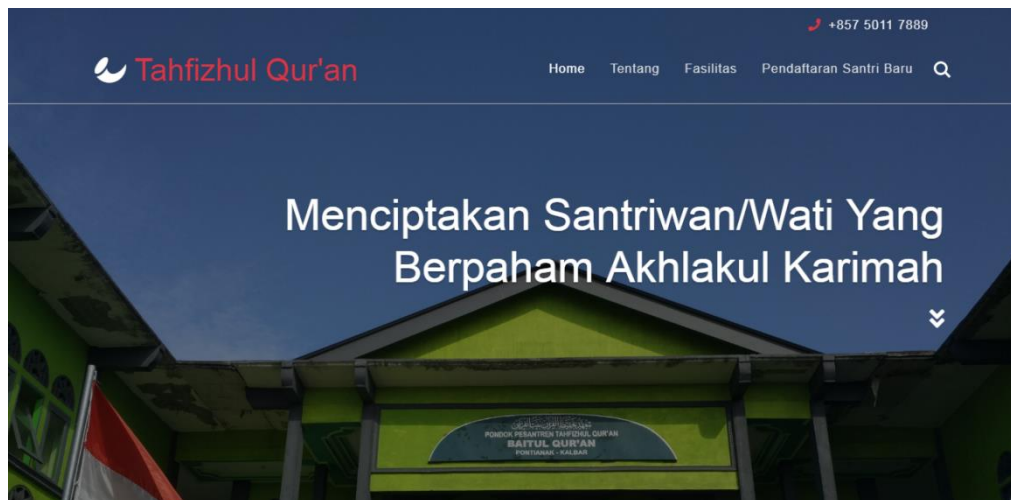 +857 5011 7889
Tahfizhul Qur'an
Home Tentang Fasilitas Pendaftaran Santri Baru
Menciptakan Santriwan/Wati Yang
Berpaham Akhlakul Karimah
PONDOK PESANTREN TAHFIZHUL QUR'AN
BAITUL QUR'AN
PONTIANAK - KALBAR